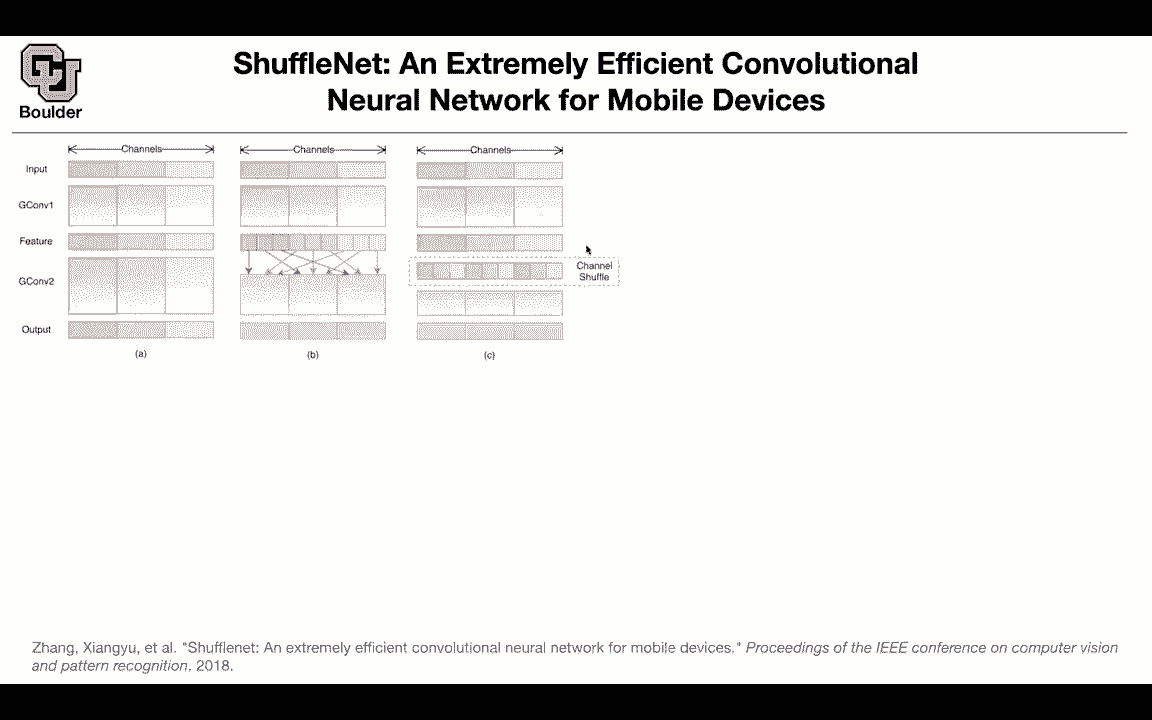 Boulder
ShuffleNet: An Extremely Efficient Convolutional
Neural Network for Mobile Devices
Channels
Channels
Channels
Input
GConv1
Feature
GConv2
Output
Channel
Shuffle
(a)
(b)
(c)
Zhang, Xiangyu, et al. "Shufflenet: An extremely efficient convolutional neural network for mobile devices." Proceedings of the IEEE conference on computer vision
and pattern recognition. 2018.